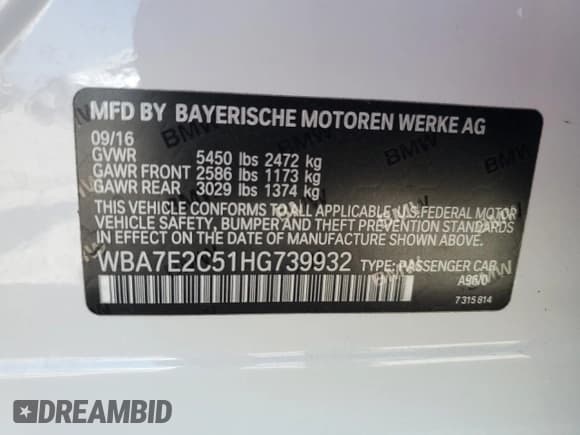 MFD BY BAYERISCHE MOTOREN WERKE AG
09/16
GVWR 5450 lbs 2472 kg
GAWR FRONT 2586 lbs 1173 kg
GAWR REAR 3029 lbs 1374 kg
THIS VEHICLE CONFORMS TO ALL APPLICABLE U.S. FEDERAL MOTOR
VEHICLE SAFETY, BUMPER AND THEFT PREVENTION STANDARDS
IN EFFECT ON THE DATE OF MANUFACTURE SHOWN ABOVE.
WBA7E2C51HG739932 TYPE: PASSENGER CAR
A96/0
7 315 814
DREAMBID